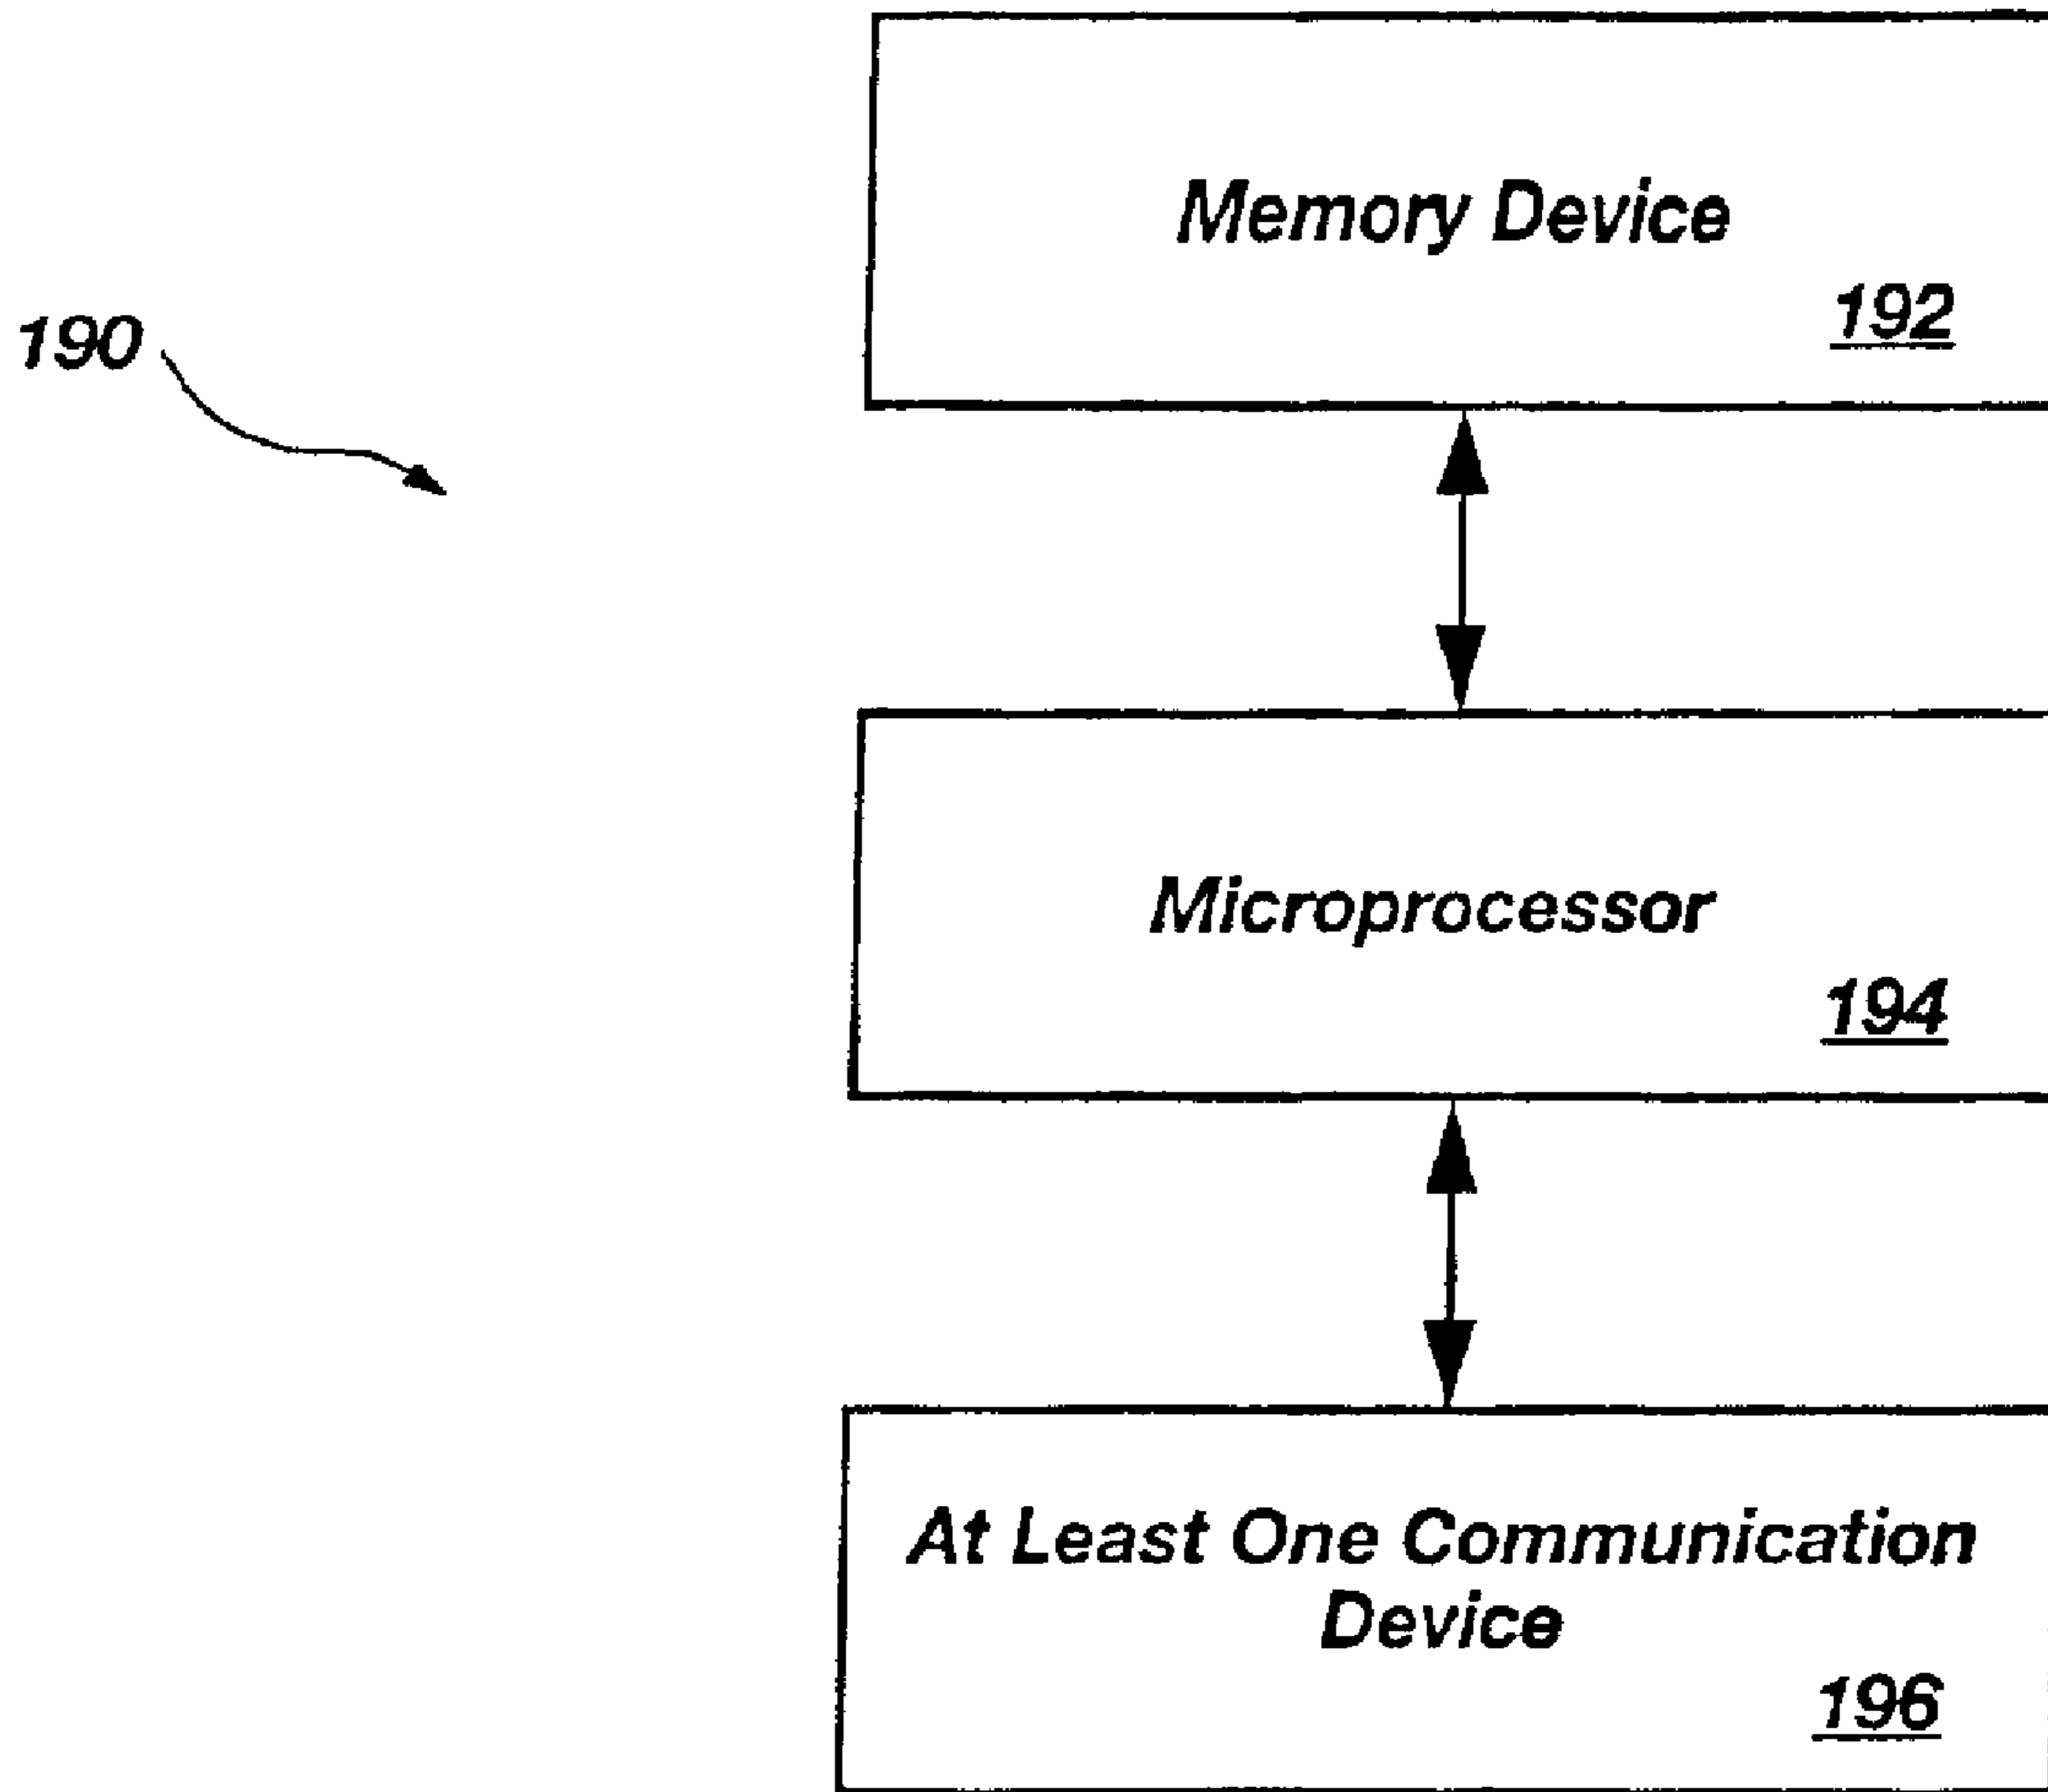 Memory Device
192
190
Microprocessor
194
At Least One Communication
Device
196